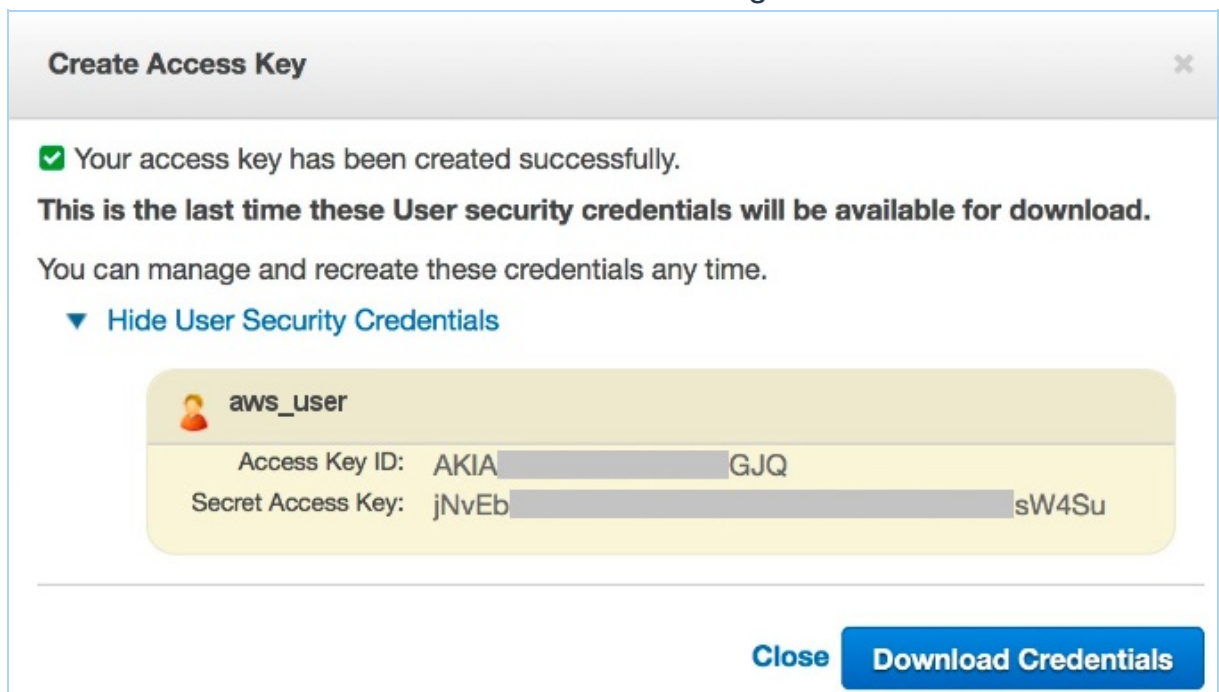 Create Access Key
Your access key has been created successfully.
This is the last time these User security credentials will be available for download.
You can manage and recreate these credentials any time.
Hide User Security Credentials
aws_user
Access Key ID: AKIA GJQ
Secret Access Key: jNvEb sW4Su
Close Download Credentials